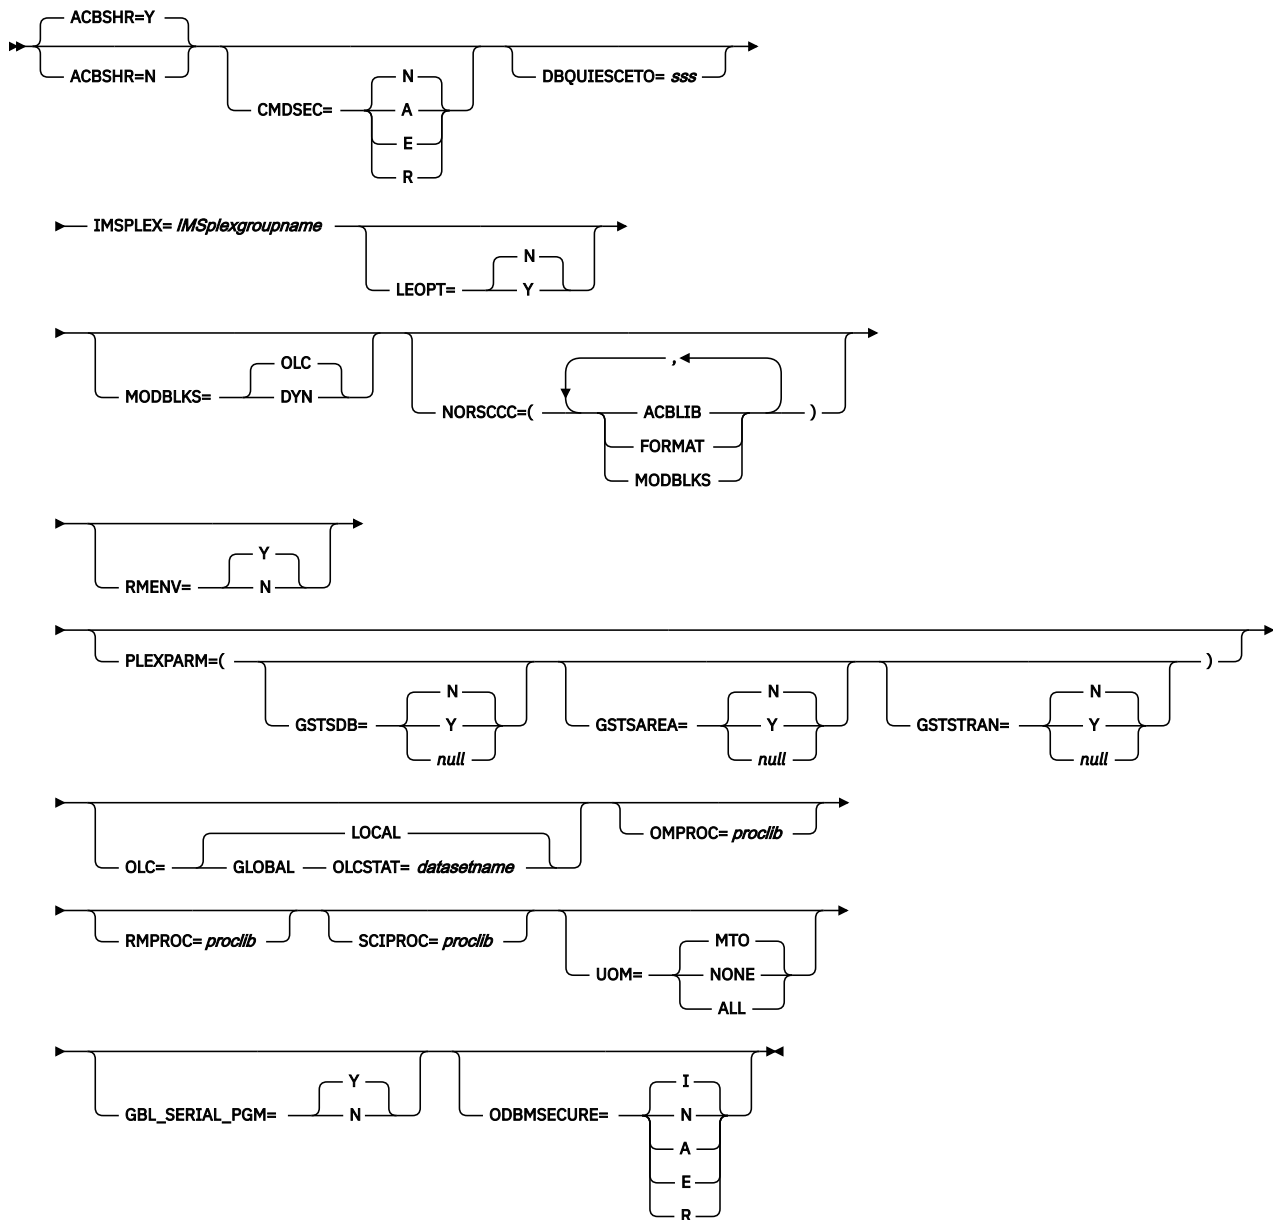 ACBSHR=Y
ACBSHR=N
CMDSEC=
N
A
E
R
DBQUIESCETO= sss
IMSPLEX= IMSplexgroupname
LEOPT=
N
Y
MODBLKS=
OLC
DYN
NORSCCC=(
,
ACBLIB
FORMAT
MODBLKS
)
RMENV=
Y
N
PLEXPARM=(
GSTSDB=
N
Y
null
GSTSAREA=
N
Y
null
GSTSTRAN=
N
Y
null
)
OLC=
LOCAL
GLOBAL OLCSTAT= datasetname
OMPROC= proclib
RMPROC= proclib
SCIPROC= proclib
UOM=
MTO
NONE
ALL
GBL_SERIAL_PGM=
Y
N
ODBMSECURE=
I
N
A
E
R